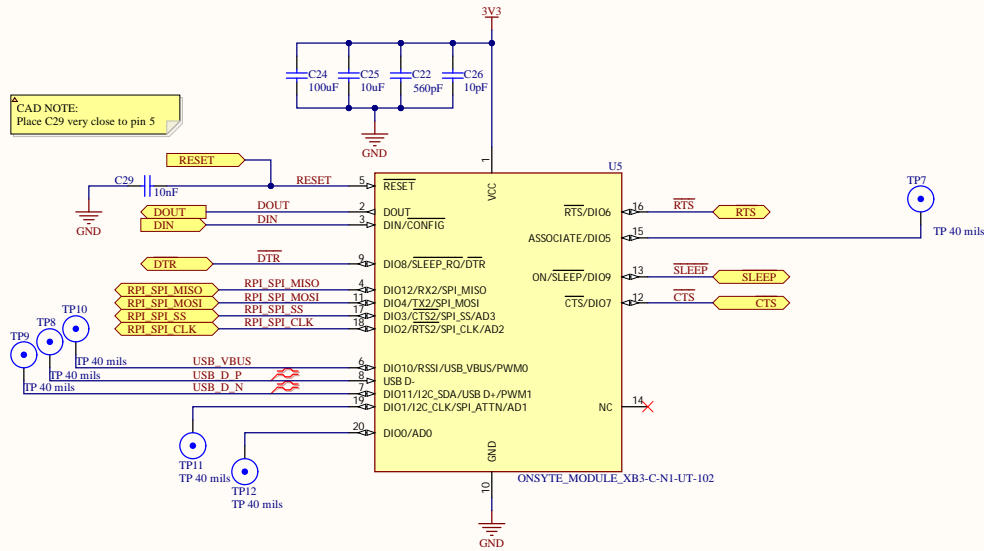 3V3
C24
100uF
C25
10uF
C22
560pF
C26
10pF
GND
CAD NOTE:
Place C29 very close to pin 5
RESET
C29
10nF
GND
RESET
5
RESET
1
VCC
U5
DOUT
DOUT
2
DOUT
DIN
DIN
3
DIN/CONFIG
DTR
DTR
9
DIO8/SLEEP_RQ/DTR
RPI_SPI_MISO
RPI_SPI_MISO
4
DIO12/RX2/SPI_MISO
RPI_SPI_MOSI
RPI_SPI_MOSI
11
DIO4/TX2/SPI_MOSI
RPI_SPI_SS
RPI_SPI_SS
17
DIO3/CTS2/SPI_SS/AD3
RPI_SPI_CLK
RPI_SPI_CLK
18
DIO2/RTS2/SPI_CLK/AD2
TP10
TP 40 mils
USB_VBUS
6
DIO10/RSSI/USB_VBUS/PWM0
TP8
TP 40 mils
USB_D_P
8
USB D-
TP9
TP 40 mils
USB_D_N
7
DIO11/I2C_SDA/USB D+/PWM1
19
DIO1/I2C_CLK/SPI_ATTN/AD1
TP11
TP 40 mils
20
DIO0/AD0
TP12
TP 40 mils
RTS/DIO6
16
RTS
RTS
ASSOCIATE/DIO5
15
TP7
TP 40 mils
ON/SLEEP/DIO9
13
SLEEP
SLEEP
CTS/DIO7
12
CTS
CTS
NC
14
GND
10
ONSYTE_MODULE_XB3-C-N1-UT-102
GND